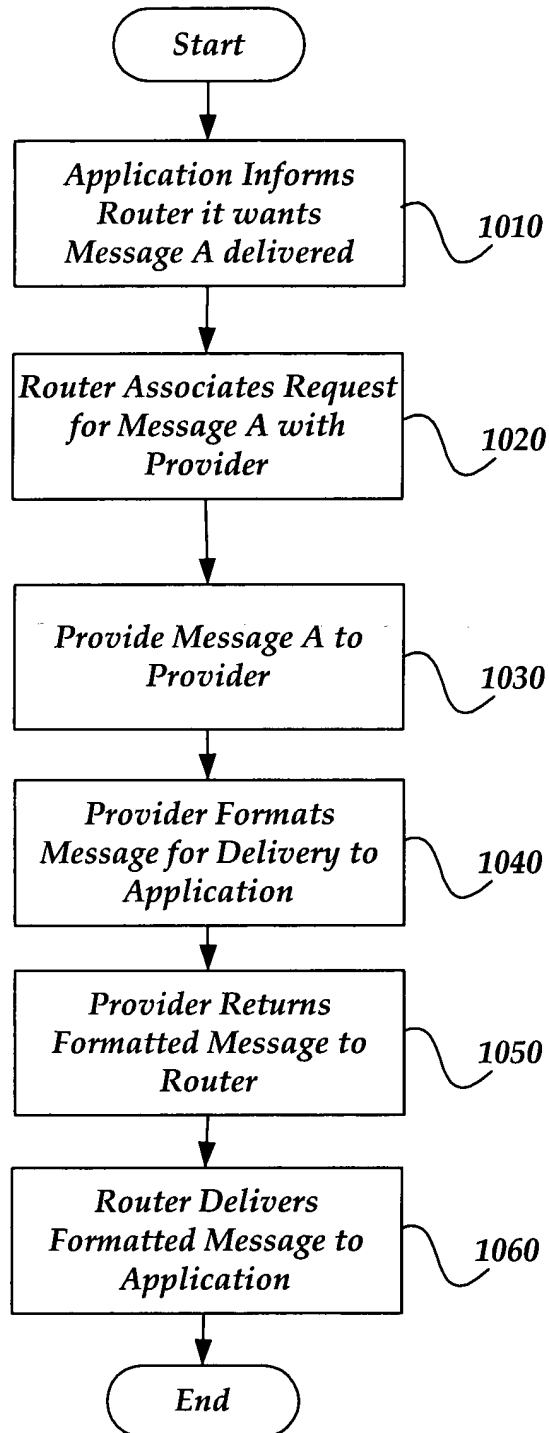 Start
Application Informs
Router it wants
Message A delivered
1010
Router Associates Request
for Message A with
Provider
1020
Provide Message A to
Provider
1030
Provider Formats
Message for Delivery to
Application
1040
Provider Returns
Formatted Message to
Router
1050
Router Delivers
Formatted Message to
Application
1060
End